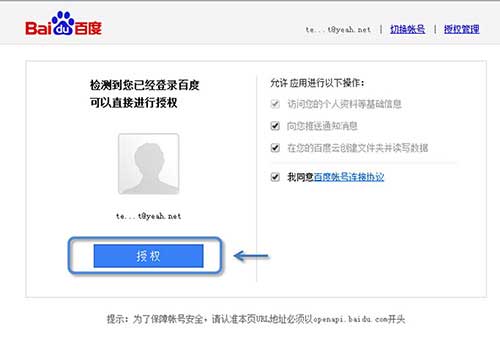 Baidu百度
te...t@yeah.net | 切换帐号 | 授权管理
检测到您已经登录百度
可以直接进行授权
te...t@yeah.net
授权
允许应用进行以下操作:
访问您的个人资料等基础信息
向您推送通知消息
在您的百度云创建文件夹并读写数据
我同意百度帐号连接协议
提示:为了保障帐号安全,请认准本页URL地址必须以openapi.baidu.com开头